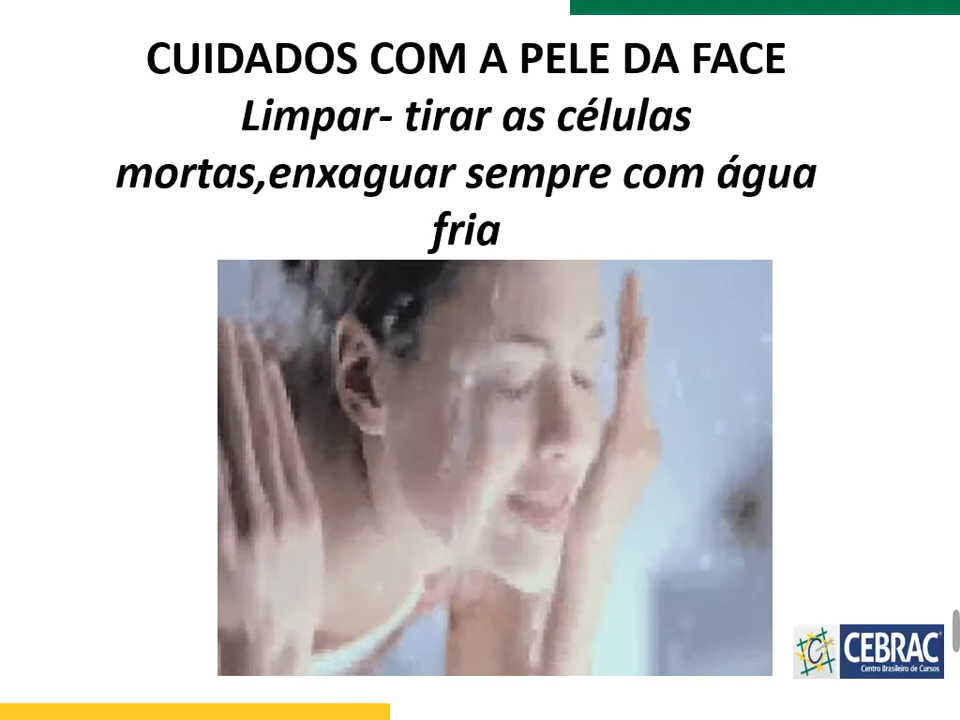 CUIDADOS COM A PELE DA FACE
Limpar- tirar as células
mortas,enxaguar sempre com água
fria
CEBRAC
Centro Brasileiro de Cursos